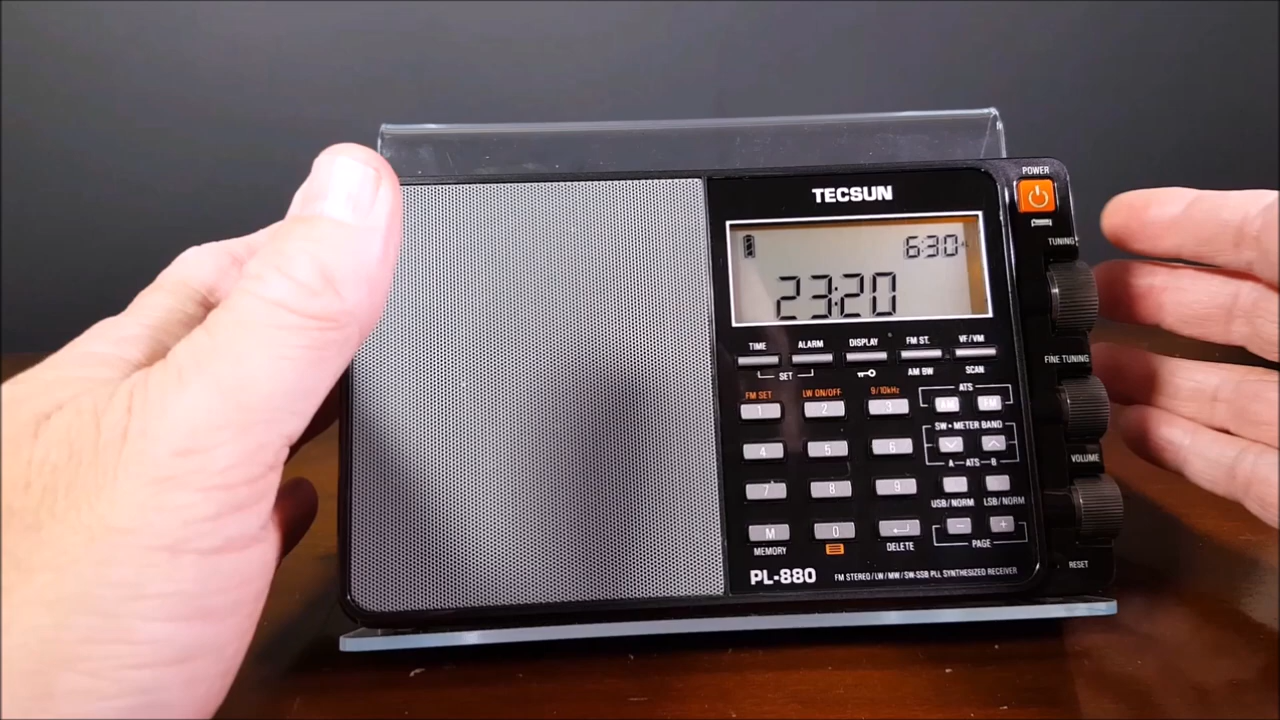 POWER
TECSUN
TUNING
6:30
23:20
TIME ALARM DISPLAY FM ST. VF/VM
SET AM BW SCAN
FINE TUNING
FM SET LW ON/OFF 9/10kHz ATS
1 2 3 AM FM
SW • METER BAND
4 5 6
A — ATS — B
VOLUME
7 8 9
USB/NORM LSB/NORM
M 0 - +
MEMORY DELETE PAGE
RESET
PL-880 FM STEREO/LW/MW/SW-SSB PLL SYNTHESIZED RECEIVER